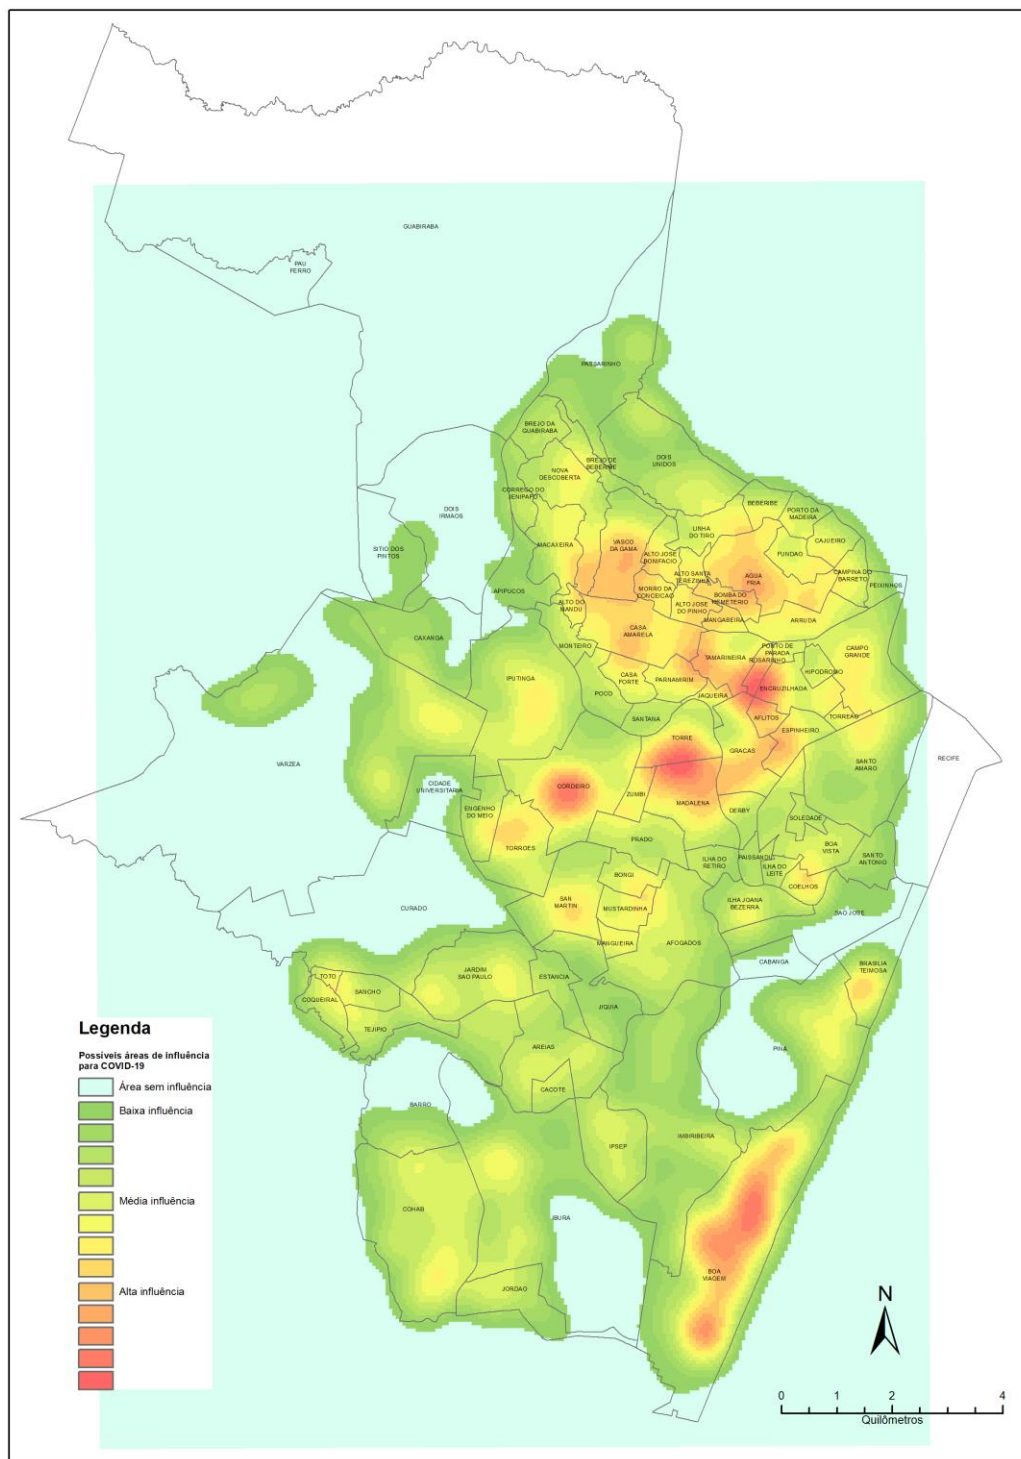 GUABIRABA
PAU
FERRO
PASSARINHO
BREJO DA
GUABIRABA
BREJO DE
BEBERIBE
DOIS
UNIDOS
NOVA
DESCOBERTA
CORREGO DO
JENIPAPO
DOIS
IRMAOS
BEBERIBE
PORTO DA
MADEIRA
LINHA
DO TIRO
CAJUEIRO
MACAXEIRA
VASCO
DA GAMA
ALTO JOSE
BONIFACIO
FUNDAO
SITIO DOS
PINTOS
ALTO SANTA
TEREZINHA
AGUA
FRIA
CAMPINA DO
BARRETO
PEIXINHOS
APIPUCOS
MORRO DA
CONCEICAO
BOMBA DO
HEMETERIO
ALTO DO
MANDU
ALTO JOSE
DO PINHO
MANGABEIRA
ARRUDA
CASA
AMARELA
CAXANGA
MONTEIRO
TAMARINEIRA
PONTO DE
PARADA
ROSARINHO
CAMPO
GRANDE
HIPODROMO
IPUTINGA
CASA
FORTE
PARNAMIRIM
POCO
JAQUEIRA
ENCRUZILHADA
SANTANA
AFLITOS
TORREAO
ESPINHEIRO
TORRE
GRACAS
VARZEA
SANTO
AMARO
RECIFE
CIDADE
UNIVERSITARIA
CORDEIRO
ZUMBI
MADALENA
DERBY
ENGENHO
DO MEIO
SOLEDADE
TORROES
PRADO
BOA
VISTA
ILHA DO
RETIRO
PAISSANDU
ILHA DO
LEITE
SANTO
ANTONIO
BONGI
COELHOS
SAN
MARTIN
MUSTARDINHA
ILHA JOANA
BEZERRA
SAO JOSE
CURADO
MANGUEIRA
AFOGADOS
CABANGA
BRASILIA
TEIMOSA
TOTO
JARDIM
SAO PAULO
ESTANCIA
SANCHO
COQUEIRAL
JIQUIA
TEJIPIO
AREIAS
PINA
CACOTE
BARRO
IPSEP
IMBIRIBEIRA
COHAB
IBURA
BOA
VIAGEM
JORDAO
Legenda
Possíveis áreas de influência
para COVID-19
Área sem influência
Baixa influência
Média influência
Alta influência
N
0 1 2 4
Quilômetros